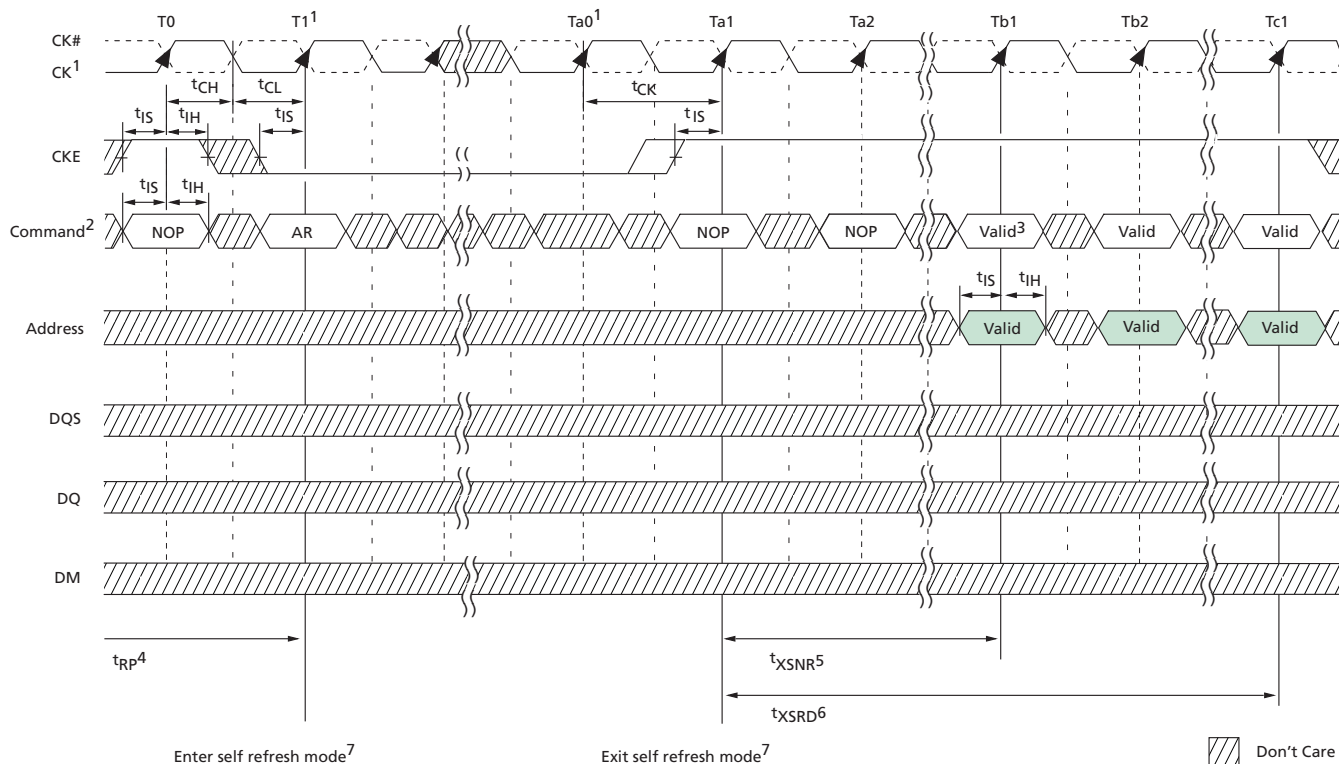 T0 T1¹ Ta0¹ Ta1 Ta2 Tb1 Tb2 Tc1
CK#
CK¹
tCH tCL tCK
tIS tIH tIS tIS
CKE
tIS tIH
Command² NOP AR NOP NOP Valid³ Valid Valid
tIS tIH
Address Valid Valid Valid
DQS
DQ
DM
tRP⁴ tXSNR⁵
tXSRD⁶
Enter self refresh mode⁷ Exit self refresh mode⁷ Don't Care